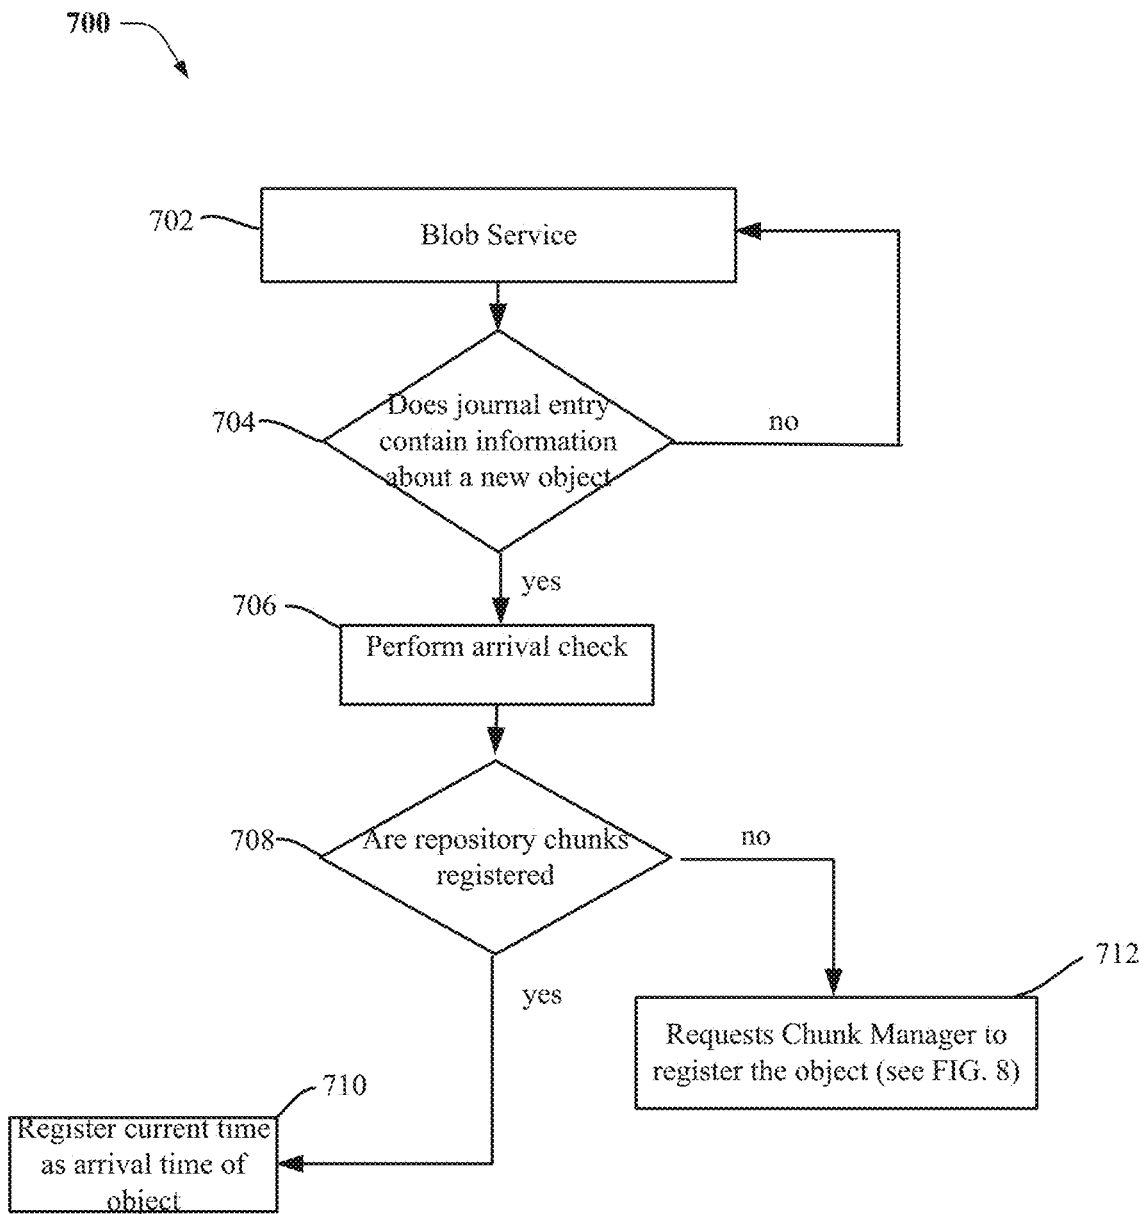 700
702
Blob Service
704
Does journal entry
contain information
about a new object
no
yes
706
Perform arrival check
708
Are repository chunks
registered
no
yes
712
Requests Chunk Manager to
register the object (see FIG. 8)
710
Register current time
as arrival time of
object